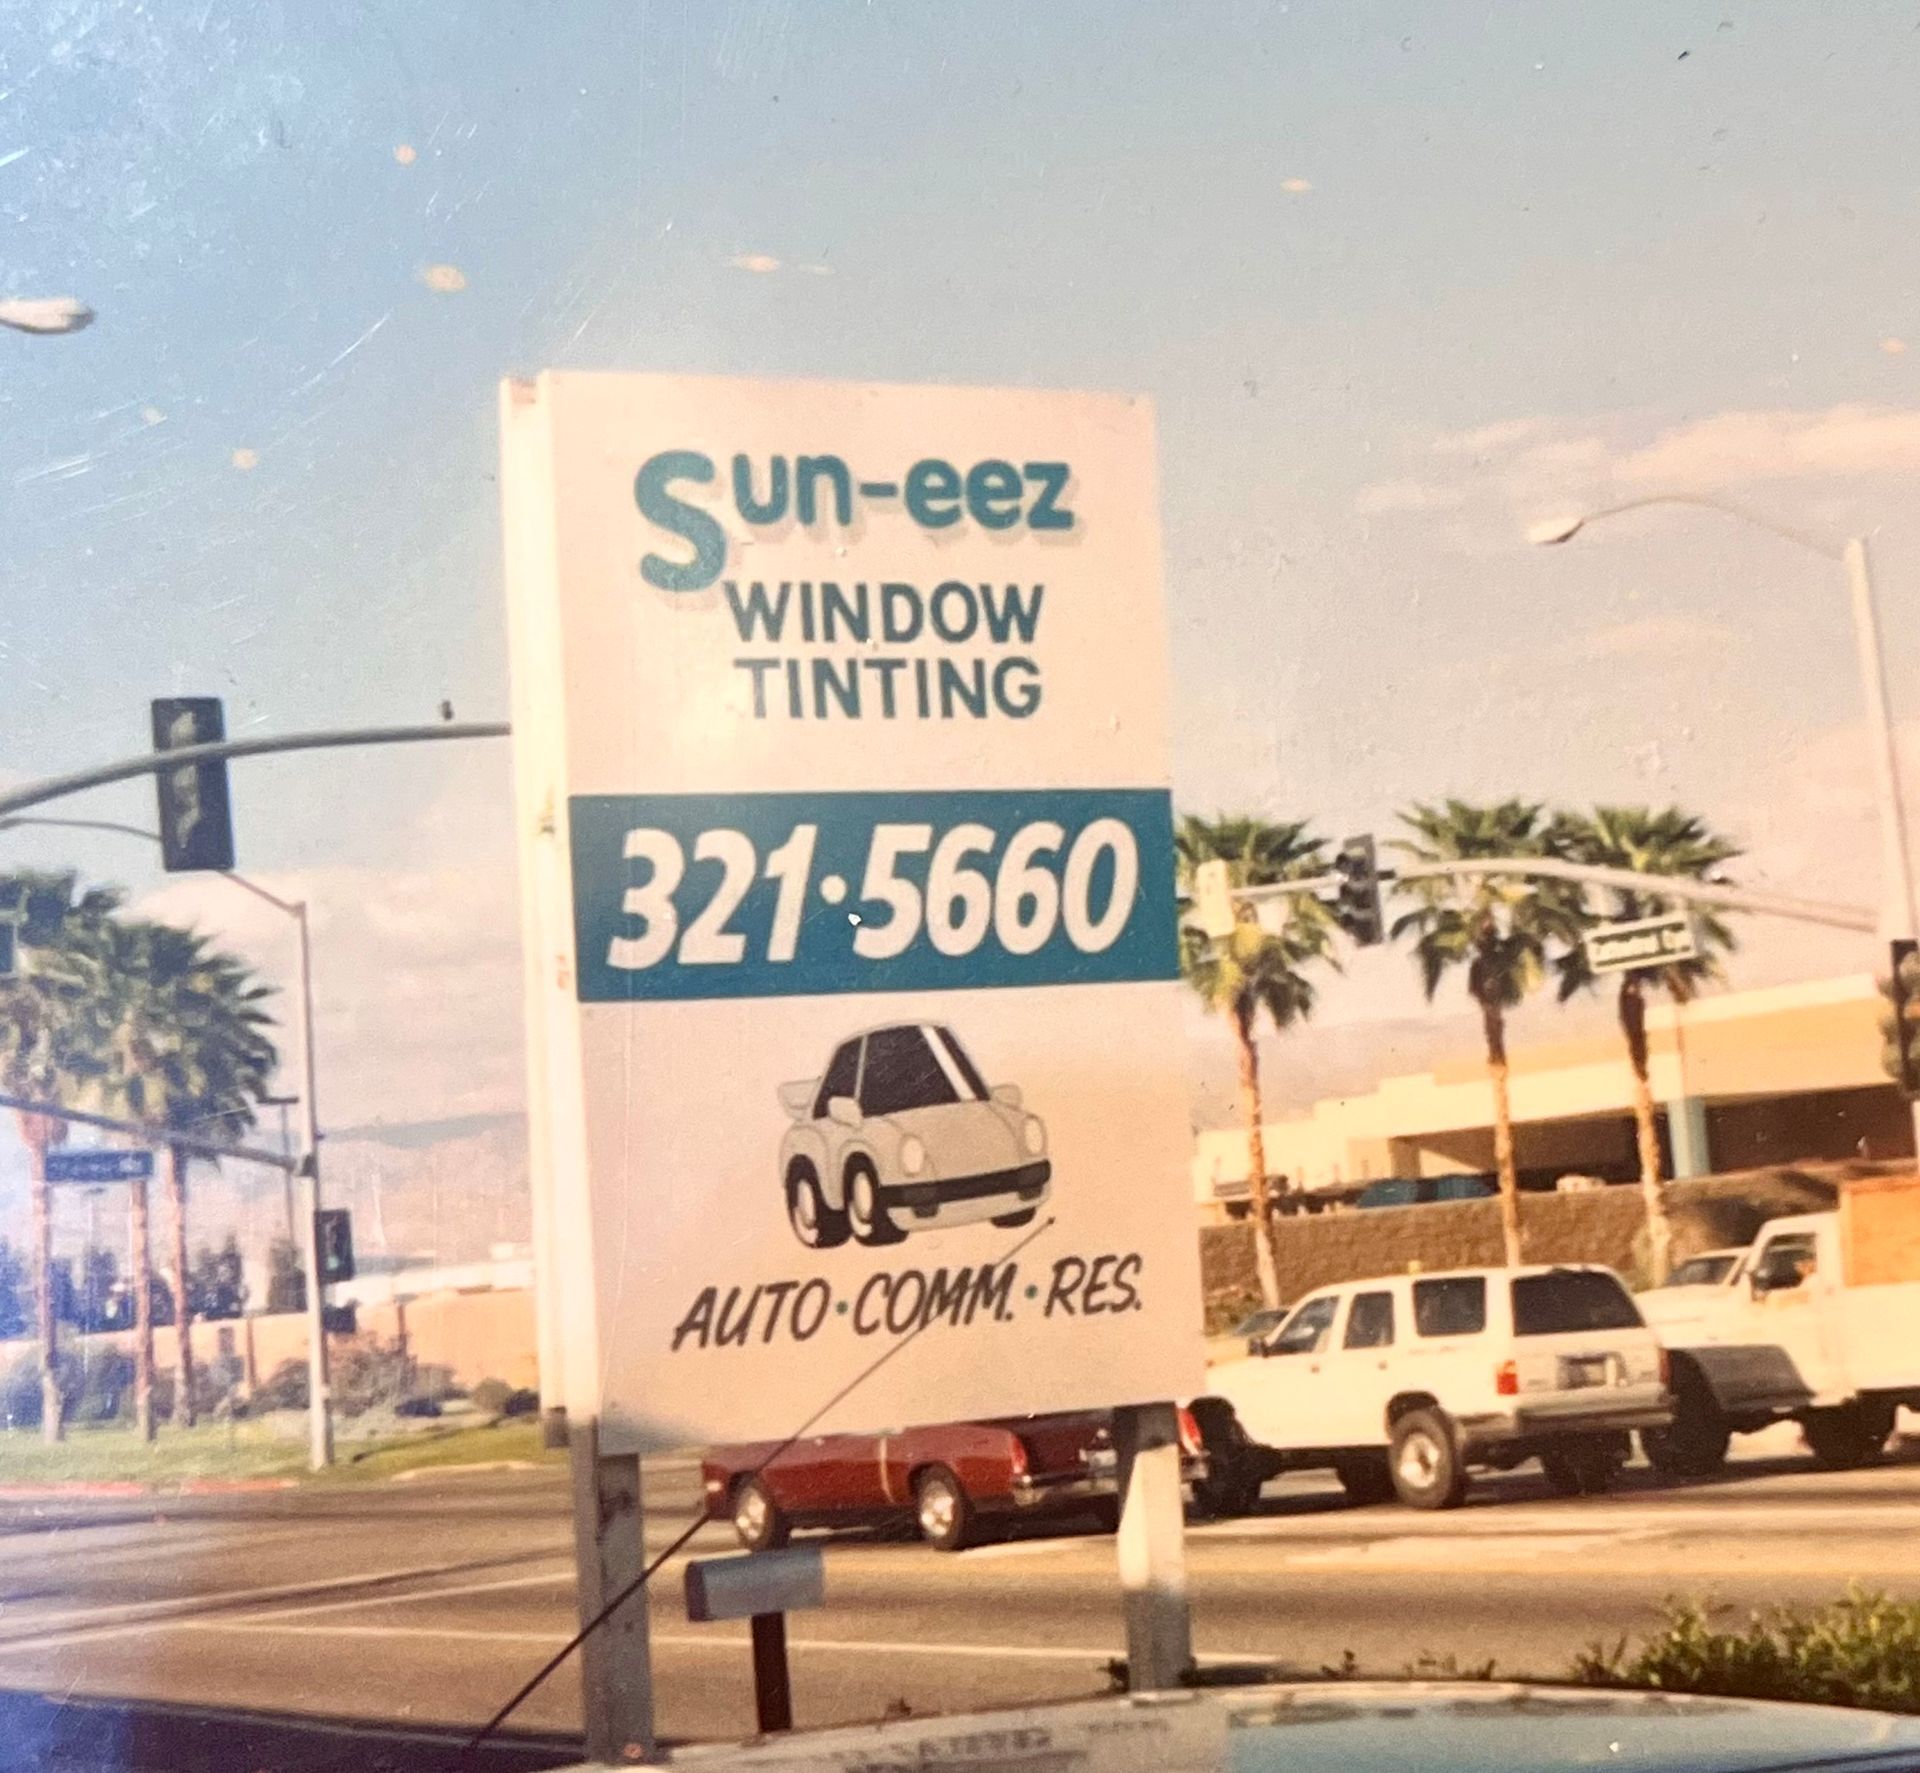 Sun-eez
WINDOW
TINTING
321·5660
AUTO·COMM.·RES.